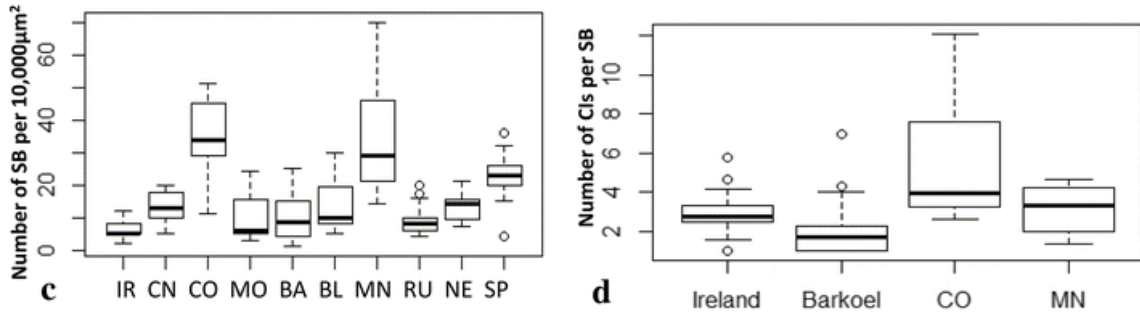 Number of SB per 10,000µm²
60
40
20
0
IR CN CO MO BA BL MN RU NE SP
c
Number of CIs per SB
10
8
6
4
2
Ireland Barkoel CO MN
d